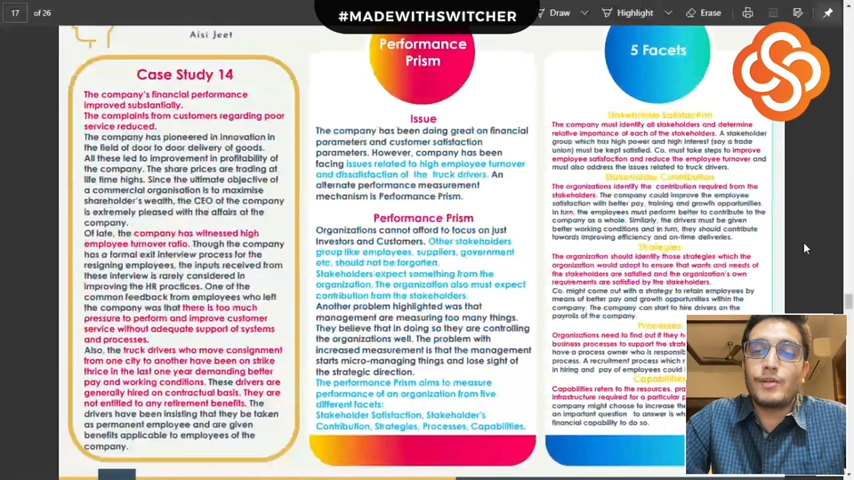 17 of 26
#MADEWITHSWITCHER
Draw
Highlight
Erase
Aisi Jeet
Case Study 14
The company's financial performance
improved substantially.
The complaints from customers regarding poor
service reduced.
The company has pioneered in innovation in
the field of door to door delivery of goods.
All these led to improvement in profitability of
the company. The share prices are trading at
life time highs. Since the ultimate objective of
a commercial organisation is to maximise
shareholder's wealth, the CEO of the company
is extremely pleased with the affairs at the
company.
Of late, the company has witnessed high
employee turnover ratio. Though the company
has a formal exit interview process for the
resigning employees, the inputs received from
these interview is rarely considered in
improving the HR practices. One of the
common feedback from employees who left
the company was that there is too much
pressure to perform and improve customer
service without adequate support of systems
and processes.
Also, the truck drivers who move consignment
from one city to another have been on strike
thrice in the last one year demanding better
pay and working conditions. These drivers are
generally hired on contractual basis. They are
not entitled to any retirement benefits. The
drivers have been insisting that they be taken
as permanent employee and are given
benefits applicable to employees of the
company.
Performance
Prism
Issue
The company has been doing great on financial
parameters and customer satisfaction
parameters. However, company has been
facing issues related to high employee turnover
and dissatisfaction of the truck drivers. An
alternate performance measurement
mechanism is Performance Prism.
Performance Prism
Organizations cannot afford to focus on just
Investors and Customers. Other stakeholders
group like employees, suppliers, government
etc. should not be forgotten.
Stakeholders expect something from the
organization. The organization also must expect
contribution from the stakeholders.
Another problem highlighted was that
management are measuring too many things.
They believe that in doing so they are controlling
the organizations well. The problem with
increased measurement is that the management
starts micro-managing things and lose sight of
the strategic direction.
The performance Prism aims to measure
performance of an organization from five
different facets:
Stakeholder Satisfaction, Stakeholder's
Contribution, Strategies, Processes, Capabilities.
5 Facets
Stakeholder Satisfaction
The company must identify all stakeholders and determine
relative importance of each of the stakeholders. A stakeholder
group which has high power and high interest (say a trade
union) must be kept satisfied. Co. must take steps to improve
employee satisfaction and reduce the employee turnover and
must also address the issues related to truck drivers.
Stakeholder Contribution
The organizations identify the contribution required from the
stakeholders. The company could improve the employee
satisfaction with better pay, training and growth opportunities.
In turn, the employees must perform better to contribute to the
company as a whole. Similarly, the drivers must be given
better working conditions and in turn, they should contribute
towards improving efficiency and on-time deliveries.
Strategies
The organization should identify those strategies which the
organization would adopt to ensure that wants and needs of
the stakeholders are satisfied and the organization's own
requirements are satisfied by the stakeholders.
Co. might come out with a strategy to retain employees by
means of better pay and growth opportunities within the
company. The company can start to hire drivers on the
payrolls of the company.
Processes
Organizations need to find out if they
business processes to support the
have a process owner who is responsible
process. A recruitment process which
in hiring and pay of employees could
Capabilities
Capabilities refers to the resources,
infrastructure required for a particular
company might choose to increase the
an important question to answer is
financial capability to do so.